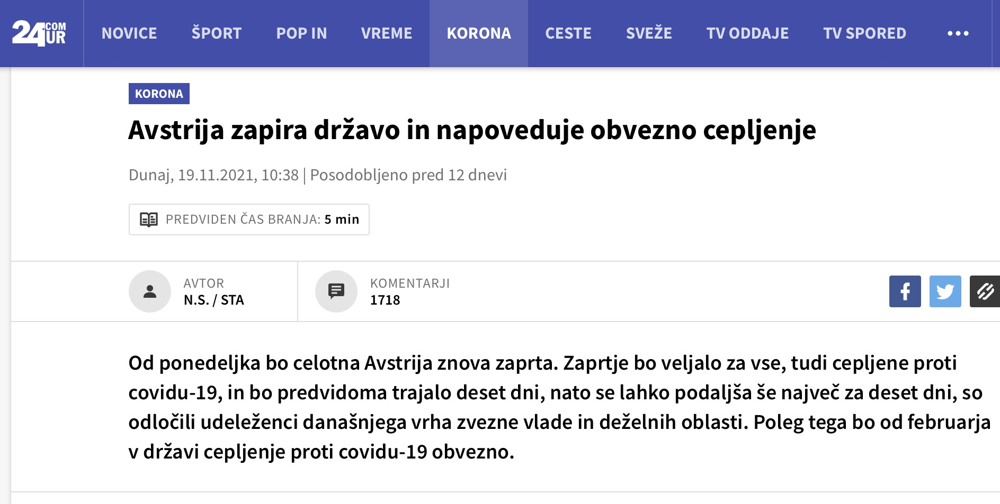 24UR.COM
NOVICE ŠPORT POP IN VREME KORONA CESTE SVEŽE TV ODDAJE TV SPORED •••
KORONA
Avstrija zapira državo in napoveduje obvezno cepljenje
Dunaj, 19.11.2021, 10:38 | Posodobljeno pred 12 dnevi
PREDVIDEN ČAS BRANJA: 5 min
AVTOR
N.S. / STA
KOMENTARJI
1718
Od ponedeljka bo celotna Avstrija znova zaprta. Zaprtje bo veljalo za vse, tudi cepljene proti
covidu-19, in bo predvidoma trajalo deset dni, nato se lahko podaljša še največ za deset dni, so
odločili udeleženci današnjega vrha zvezne vlade in deželnih oblasti. Poleg tega bo od februarja
v državi cepljenje proti covidu-19 obvezno.